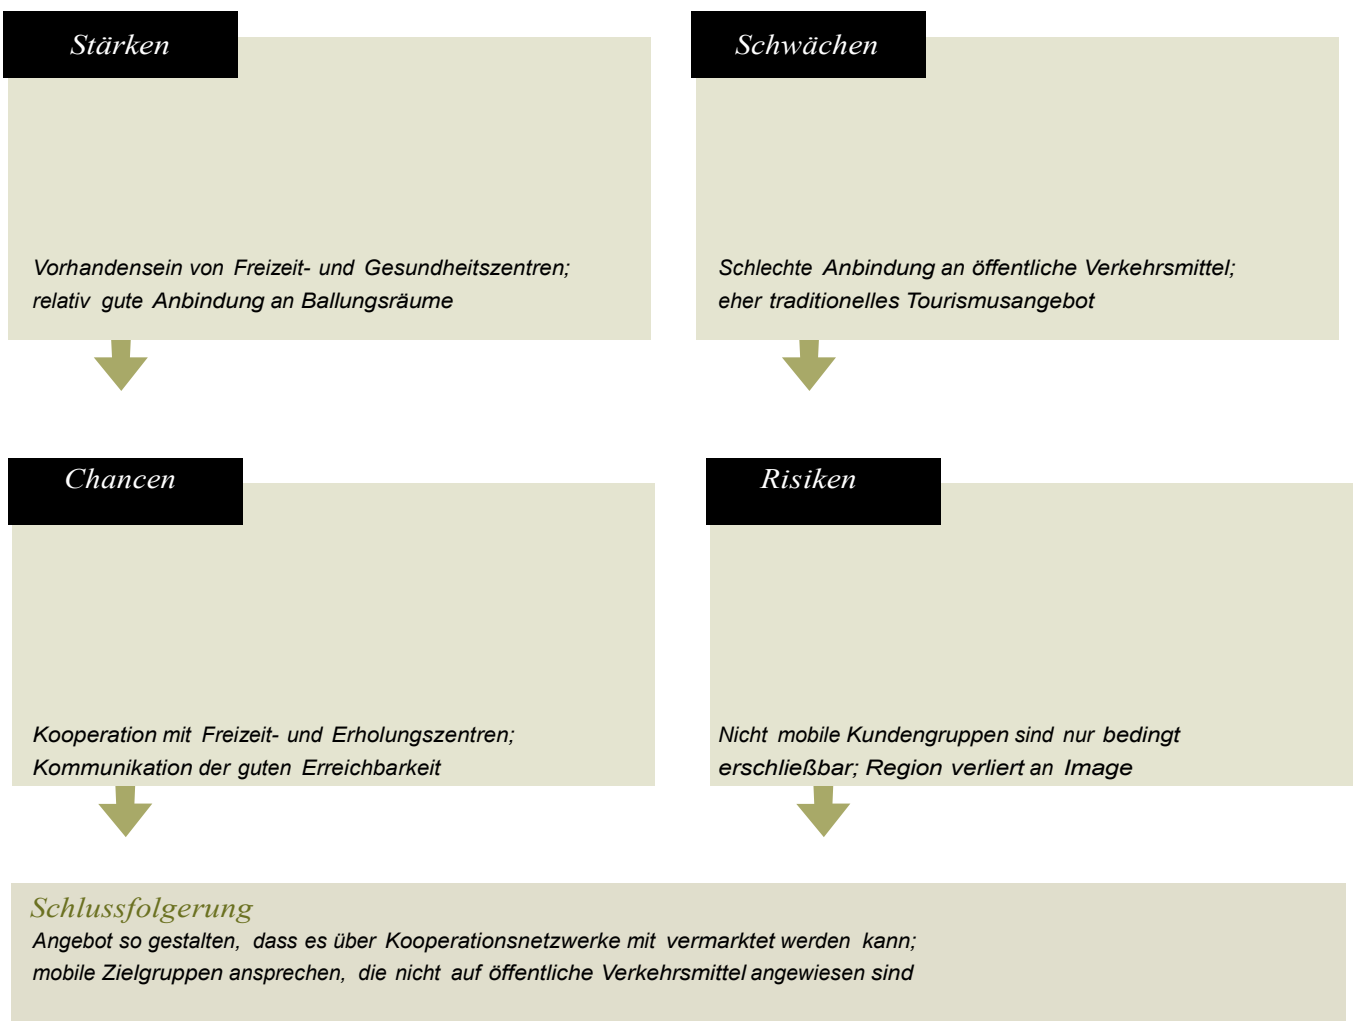 Stärken
Vorhandensein von Freizeit- und Gesundheitszentren;
relativ gute Anbindung an Ballungsräume
Schwächen
Schlechte Anbindung an öffentliche Verkehrsmittel;
eher traditionelles Tourismusangebot
Chancen
Kooperation mit Freizeit- und Erholungszentren;
Kommunikation der guten Erreichbarkeit
Risiken
Nicht mobile Kundengruppen sind nur bedingt
erschließbar; Region verliert an Image
Schlussfolgerung
Angebot so gestalten, dass es über Kooperationsnetzwerke mit vermarktet werden kann;
mobile Zielgruppen ansprechen, die nicht auf öffentliche Verkehrsmittel angewiesen sind